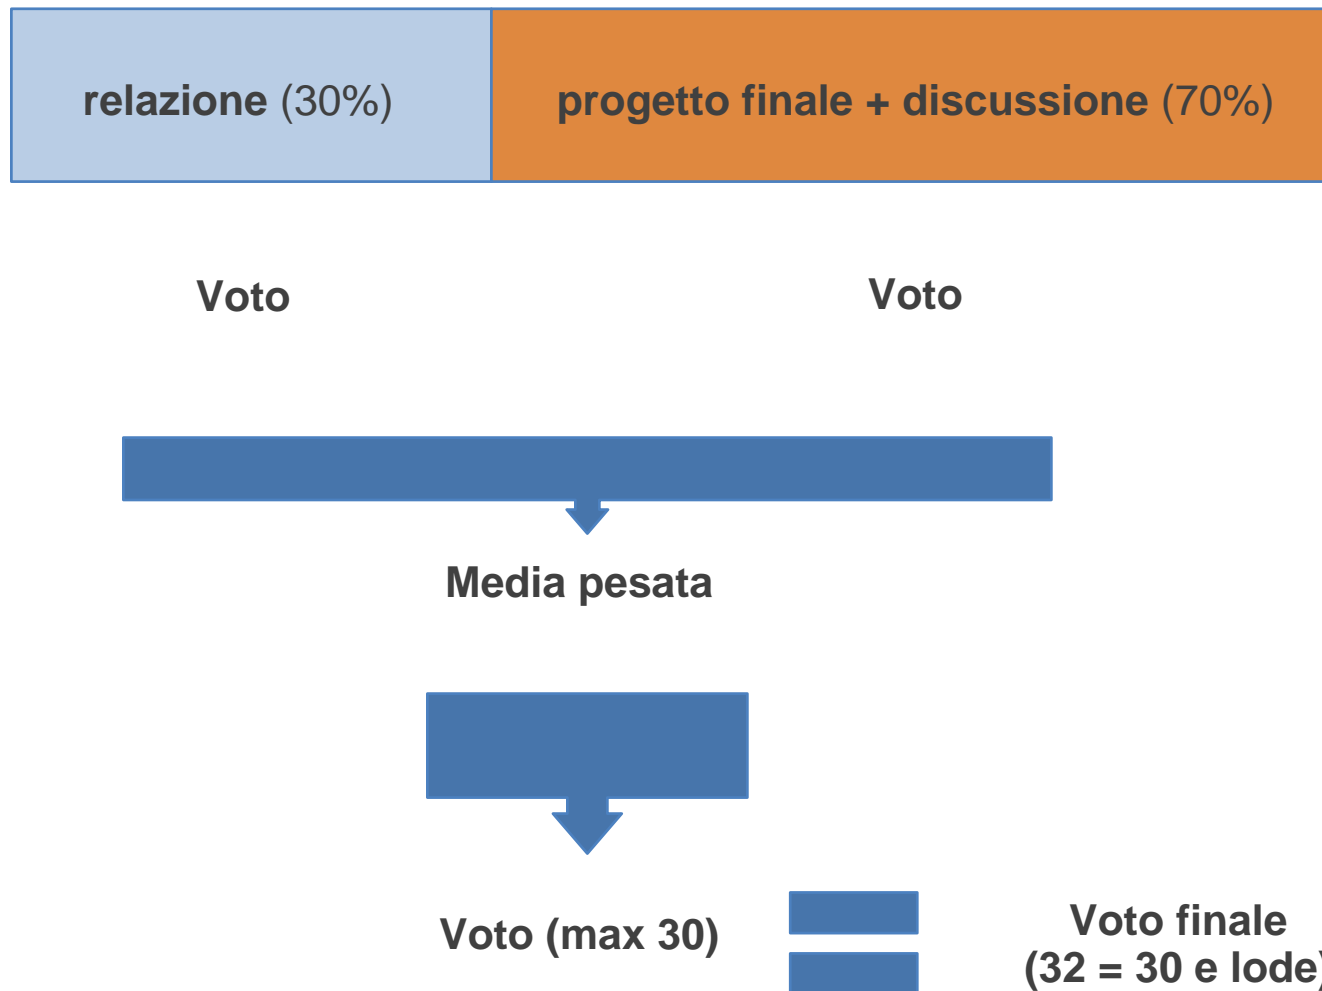 relazione (30%)
progetto finale + discussione (70%)
Voto
Voto
Media pesata
Voto (max 30)
Voto finale
(32 = 30 e lode)